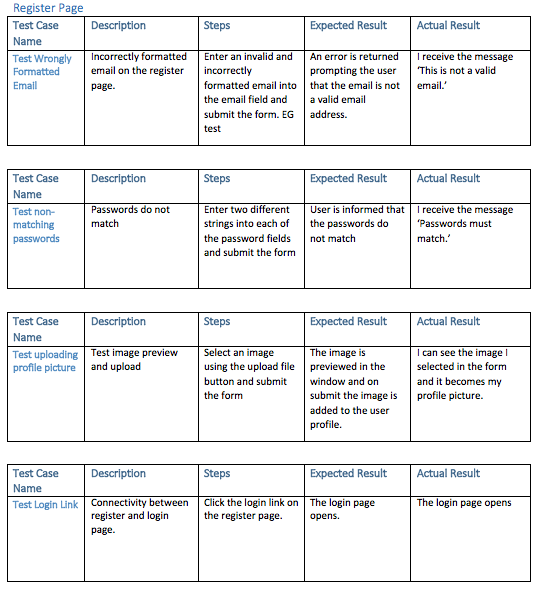 Register Page
Test Case Name
Description
Steps
Expected Result
Actual Result
Test Wrongly Formatted Email
Incorrectly formatted email on the register page.
Enter an invalid and incorrectly formatted email into the email field and submit the form. EG test
An error is returned prompting the user that the email is not a valid email address.
I receive the message ‘This is not a valid email.’
Test Case Name
Description
Steps
Expected Result
Actual Result
Test non-matching passwords
Passwords do not match
Enter two different strings into each of the password fields and submit the form
User is informed that the passwords do not match
I receive the message ‘Passwords must match.’
Test Case Name
Description
Steps
Expected Result
Actual Result
Test uploading profile picture
Test image preview and upload
Select an image using the upload file button and submit the form
The image is previewed in the window and on submit the image is added to the user profile.
I can see the image I selected in the form and it becomes my profile picture.
Test Case Name
Description
Steps
Expected Result
Actual Result
Test Login Link
Connectivity between register and login page.
Click the login link on the register page.
The login page opens.
The login page opens